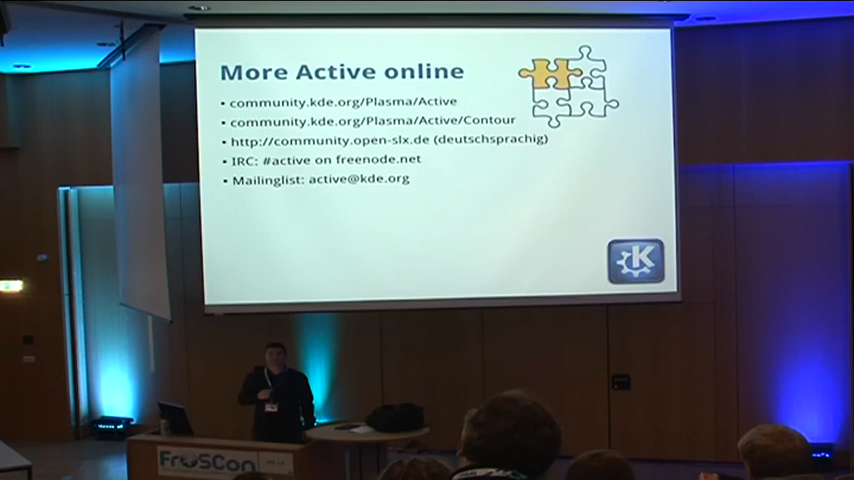 More Active online
• community.kde.org/Plasma/Active
• community.kde.org/Plasma/Active/Contour
• http://community.open-slx.de (deutschsprachig)
• IRC: #active on freenode.net
• Mailinglist: active@kde.org
K
FrOSCon